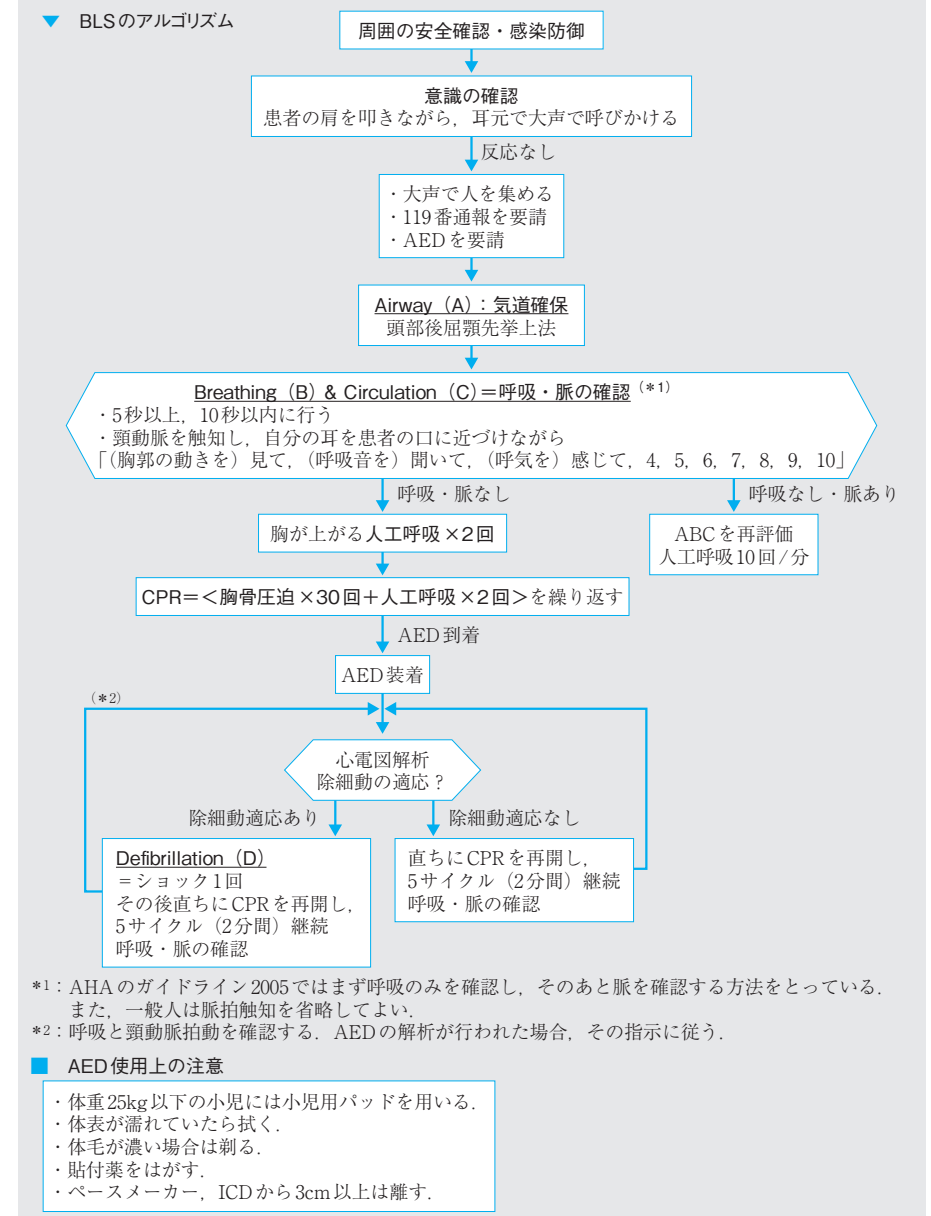 ▼ BLSのアルゴリズム
周囲の安全確認・感染防御
意識の確認
患者の肩を叩きながら，耳元で大声で呼びかける
反応なし
・大声で人を集める
・119番通報を要請
・AEDを要請
Airway（A）：気道確保
頭部後屈顎先挙上法
Breathing（B）& Circulation（C）＝呼吸・脈の確認（*1）
・5秒以上，10秒以内に行う
・頸動脈を触知し，自分の耳を患者の口に近づけながら
「（胸郭の動きを）見て，（呼吸音を）聞いて，（呼気を）感じて，4，5，6，7，8，9，10」
呼吸・脈なし
呼吸なし・脈あり
胸が上がる人工呼吸×2回
ABCを再評価
人工呼吸10回/分
CPR＝＜胸骨圧迫×30回＋人工呼吸×2回＞を繰り返す
AED到着
AED装着
（*2）
心電図解析
除細動の適応？
除細動適応あり
除細動適応なし
Defibrillation（D）
＝ショック1回
その後直ちにCPRを再開し，
5サイクル（2分間）継続
呼吸・脈の確認
直ちにCPRを再開し，
5サイクル（2分間）継続
呼吸・脈の確認
*1：AHAのガイドライン2005ではまず呼吸のみを確認し，そのあと脈を確認する方法をとっている．
また，一般人は脈拍触知を省略してよい．
*2：呼吸と頸動脈拍動を確認する．AEDの解析が行われた場合，その指示に従う．
■ AED使用上の注意
・体重25kg以下の小児には小児用パッドを用いる．
・体表が濡れていたら拭く．
・体毛が濃い場合は剃る．
・貼付薬をはがす．
・ペースメーカー，ICDから3cm以上は離す．